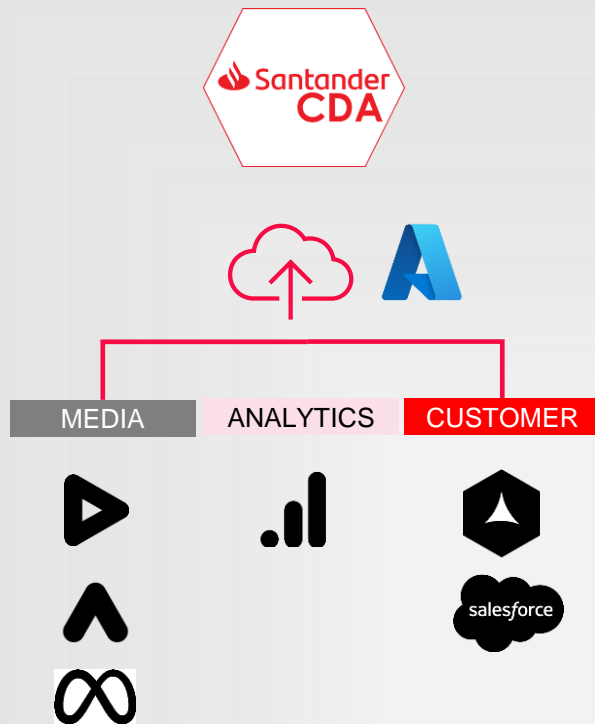 Santander
CDA
MEDIA
ANALYTICS
CUSTOMER
salesforce